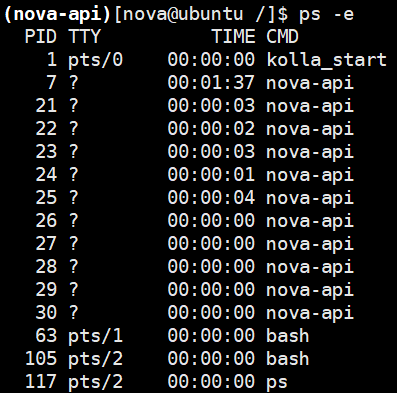 (nova-api)[nova@ubuntu /]$ ps -e
  PID TTY          TIME CMD
    1 pts/0    00:00:00 kolla_start
    7 ?        00:01:37 nova-api
   21 ?        00:00:03 nova-api
   22 ?        00:00:02 nova-api
   23 ?        00:00:03 nova-api
   24 ?        00:00:01 nova-api
   25 ?        00:00:04 nova-api
   26 ?        00:00:00 nova-api
   27 ?        00:00:00 nova-api
   28 ?        00:00:00 nova-api
   29 ?        00:00:00 nova-api
   30 ?        00:00:00 nova-api
   63 pts/1    00:00:00 bash
  105 pts/2    00:00:00 bash
  117 pts/2    00:00:00 ps